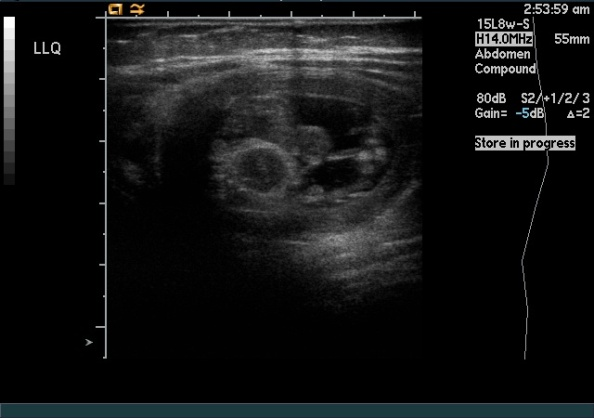 2:53:59 am
15L8w-S
H14.0MHz 55mm
Abdomen
Compound
80dB S2/+1/2/ 3
Gain= -5dB Δ=2
Store in progress
LLQ